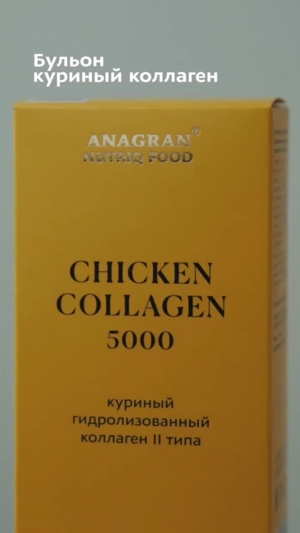 Бульон
куриный коллаген
ANAGRAN®
NUTRIQ FOOD
CHICKEN
COLLAGEN
5000
куриный
гидролизованный
коллаген II типа